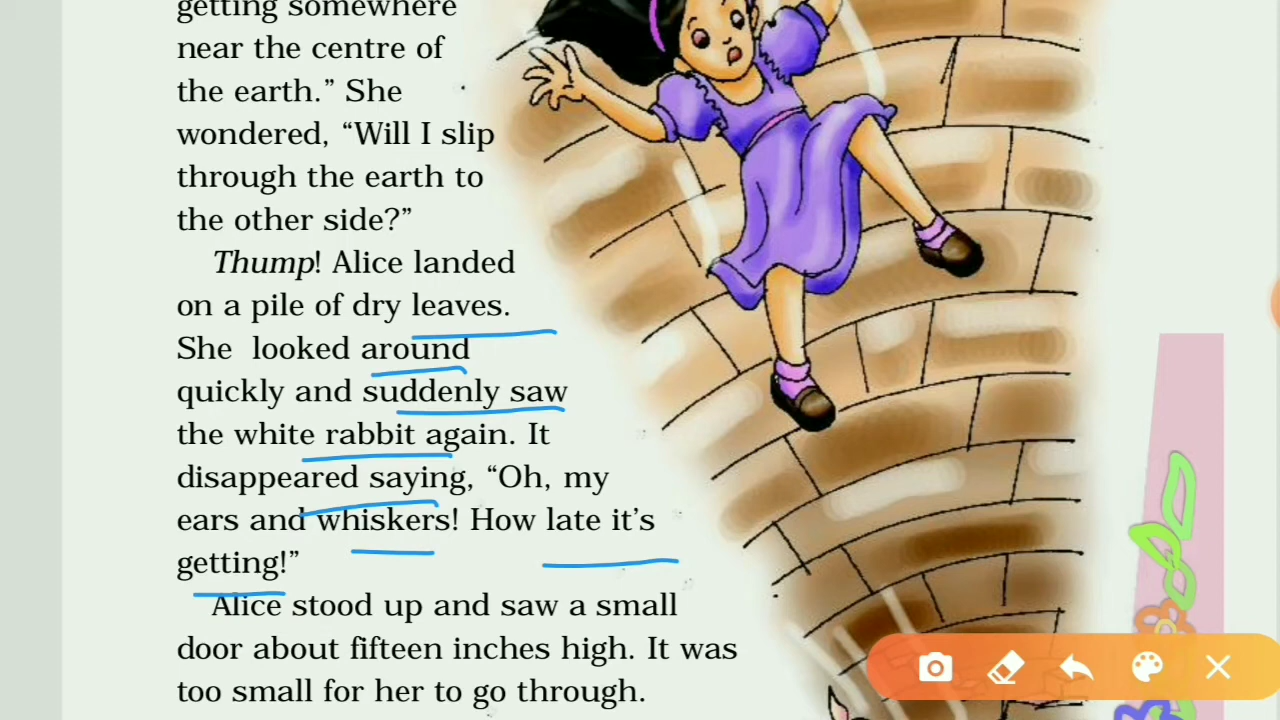 getting somewhere
near the centre of
the earth.” She
wondered, “Will I slip
through the earth to
the other side?”
Thump! Alice landed
on a pile of dry leaves.
She looked around
quickly and suddenly saw
the white rabbit again. It
disappeared saying, “Oh, my
ears and whiskers! How late it’s
getting!”
Alice stood up and saw a small
door about fifteen inches high. It was
too small for her to go through.